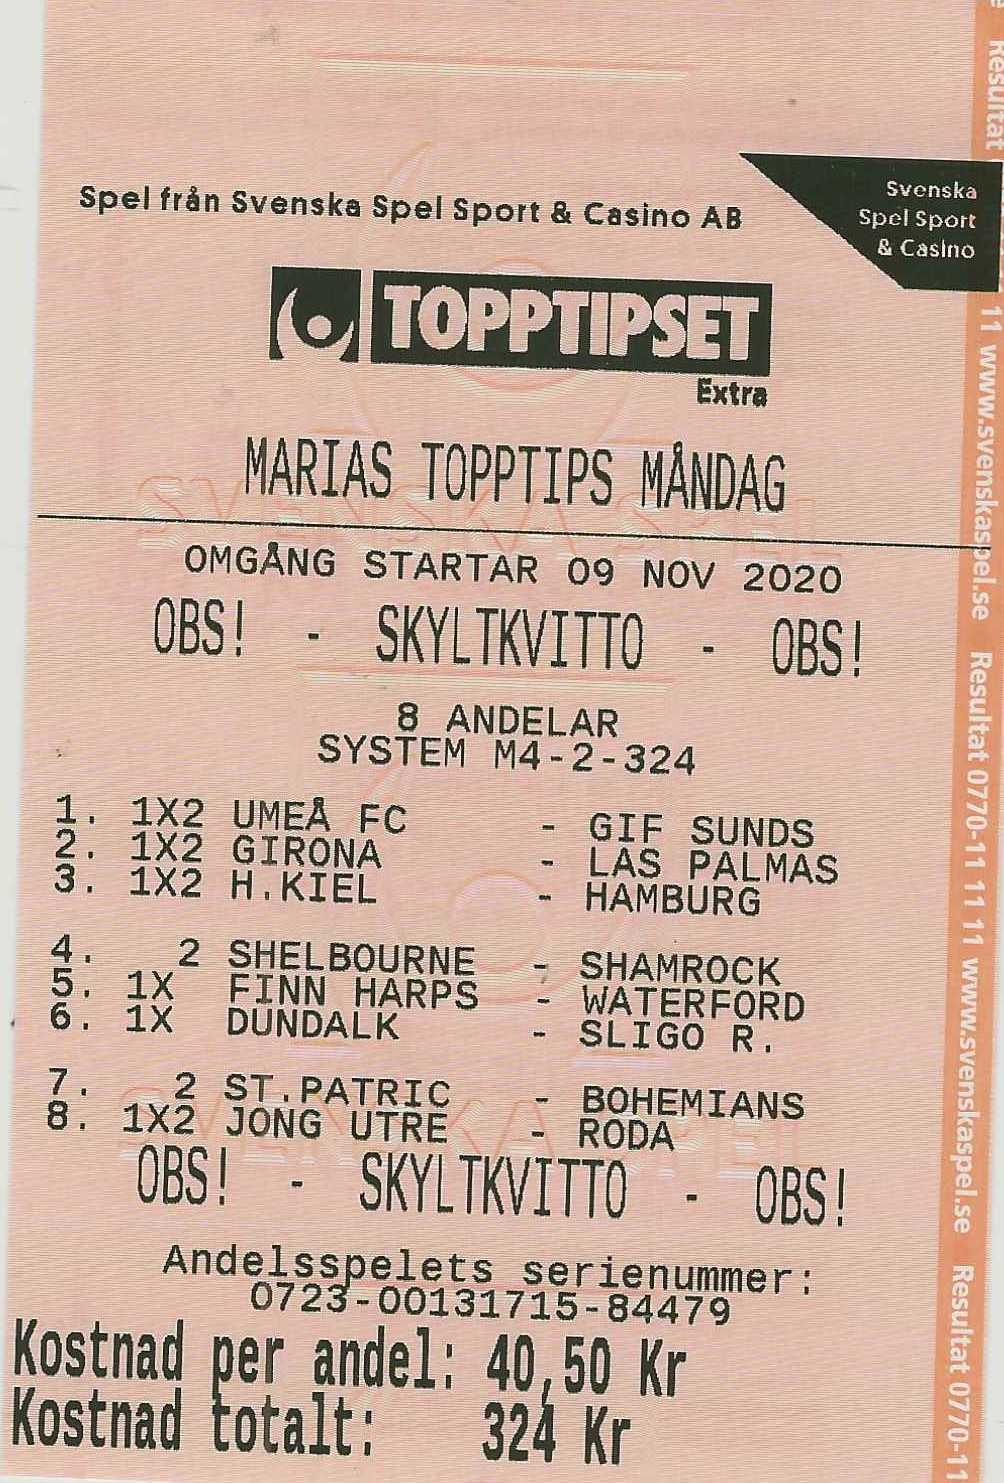 Spel från Svenska Spel Sport & Casino AB
Svenska
Spel Sport
& Casino
TOPPTIPSET
Extra
MARIAS TOPPTIPS MÅNDAG
OMGÅNG STARTAR 09 NOV 2020
OBS! - SKYLTKVITTO - OBS!
8 ANDELAR
SYSTEM M4-2-324
1. 1X2 UMEÅ FC - GIF SUNDS
2. 1X2 GIRONA - LAS PALMAS
3. 1X2 H.KIEL - HAMBURG
4. 2 SHELBOURNE - SHAMROCK
5. 1X FINN HARPS - WATERFORD
6. 1X DUNDALK - SLIGO R.
7. 2 ST.PATRIC - BOHEMIANS
8. 1X2 JONG UTRE - RODA
OBS! - SKYLTKVITTO - OBS!
Andelsspelets serienummer:
0723-00131715-84479
Kostnad per andel: 40,50 Kr
Kostnad totalt: 324 Kr
SVENSKA SPEL
SVENSKA SPEL
Resultat
11 www.svenskaspel.se Resultat 0770-11 11 11 www.svenskaspel.se Resultat 0770-11